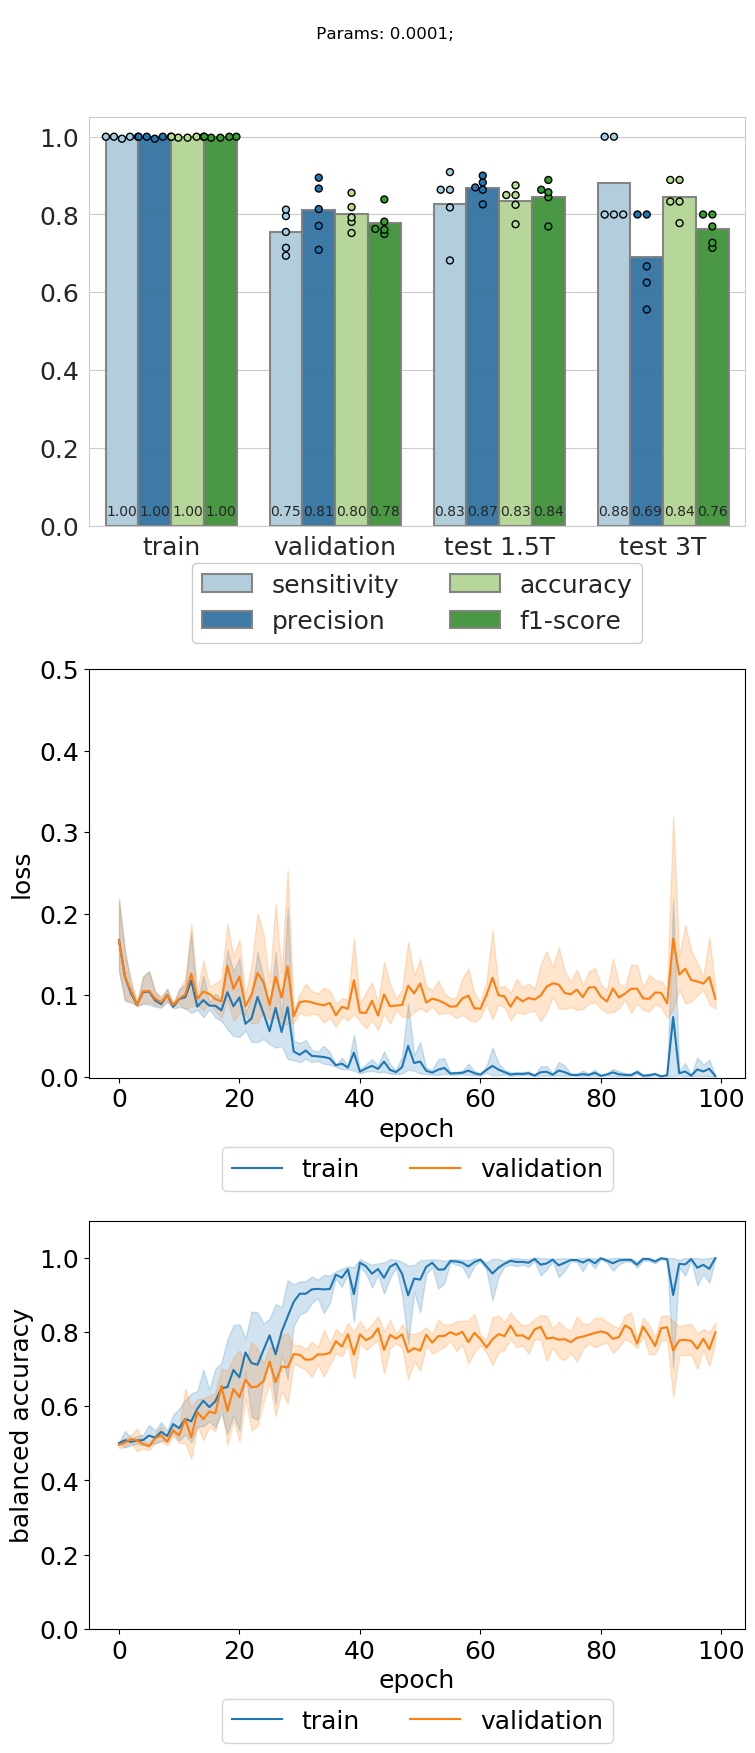 Params: 0.0001;
1.0
0.8
0.6
0.4
0.2
0.0
1.00 1.00 1.00 1.00 0.75 0.81 0.80 0.78 0.83 0.87 0.83 0.84 0.88 0.69 0.84 0.76
train validation test 1.5T test 3T
sensitivity accuracy
precision f1-score
0.5
0.4
0.3
0.2
0.1
0.0
loss
0 20 40 60 80 100
epoch
train validation
1.0
0.8
0.6
0.4
0.2
0.0
balanced accuracy
0 20 40 60 80 100
epoch
train validation